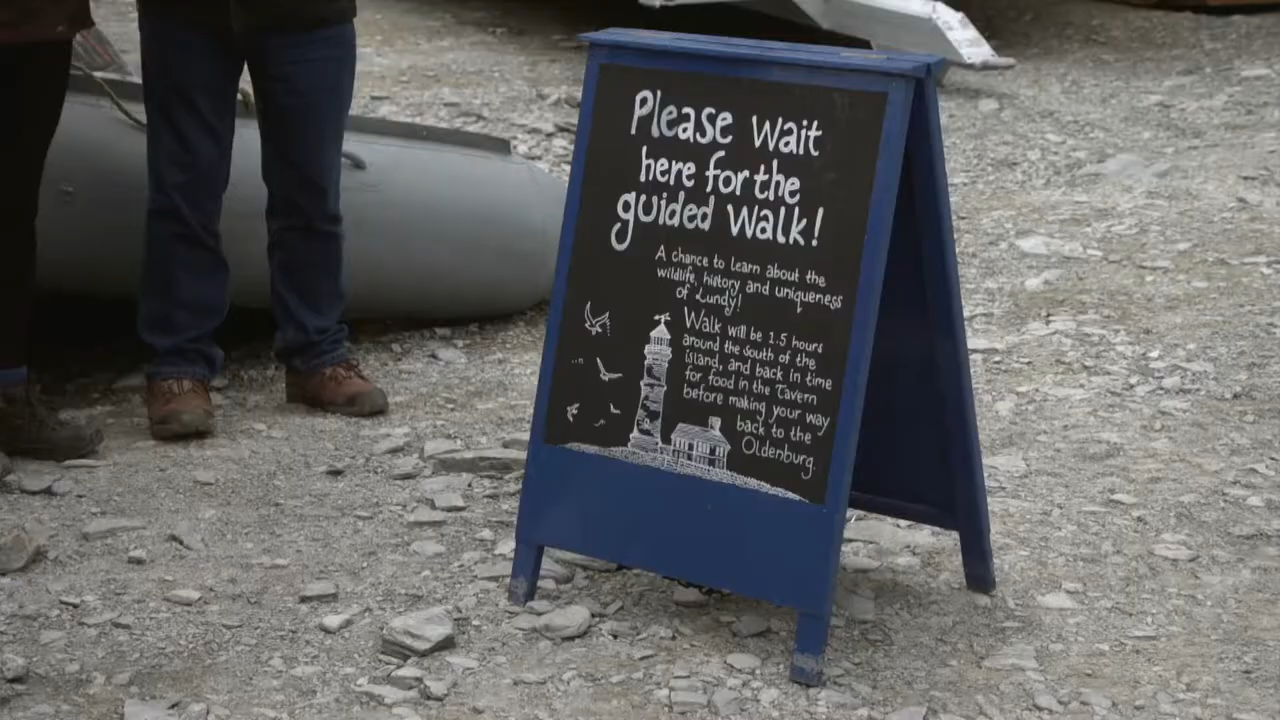 Please wait
here for the
guided walk!
A chance to learn about the
wildlife, history and uniqueness
of Lundy!
Walk will be 1.5 hours
around the south of the
island, and back in time
for food in the Tavern
before making your way
back to the
Oldenburg.